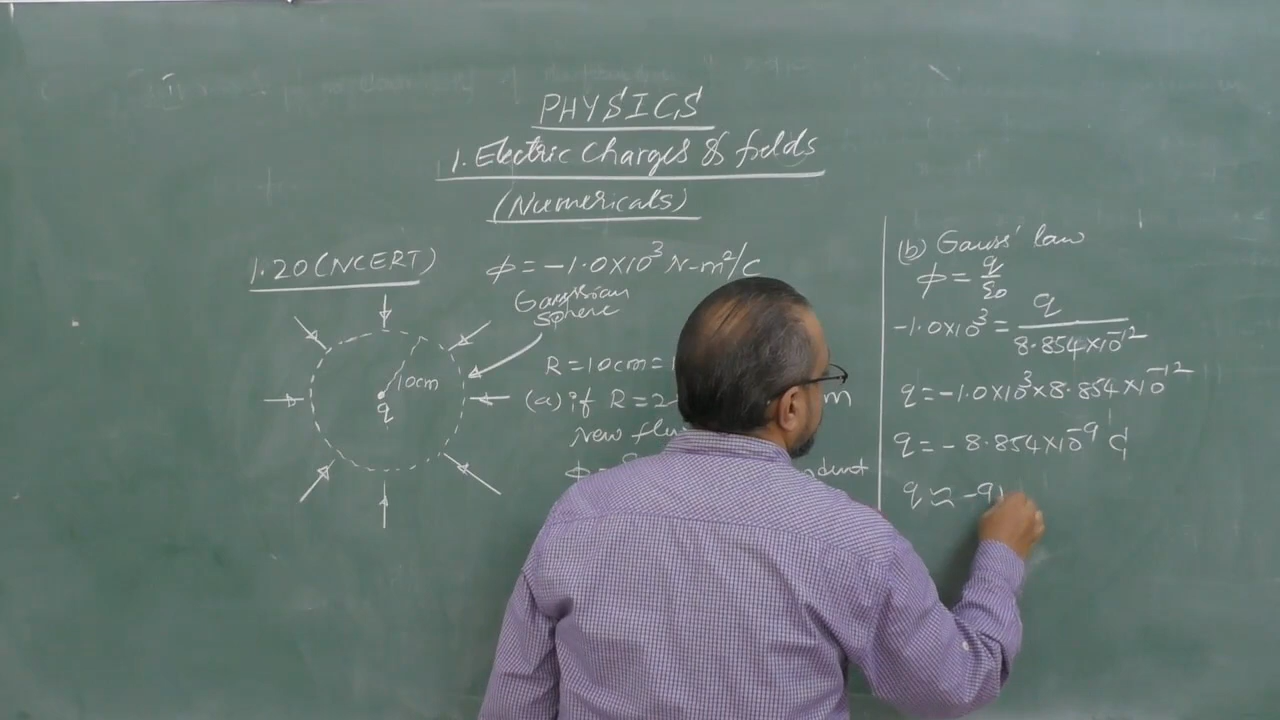 PHYSICS
1. Electric Charges & fields
(Numericals)
1.20 (NCERT)
ϕ = -1.0×10³ N-m²/C
Gaussian
sphere
10cm
q
R = 10cm =
(a) if R = 2 m
New flu
ϕ =
(b) Gauss' law
ϕ = q/ε0
-1.0×10³ = q/8.854×10⁻¹²
q = -1.0×10³×8.854×10⁻¹²
q = -8.854×10⁻⁹ C
q ≈ -9